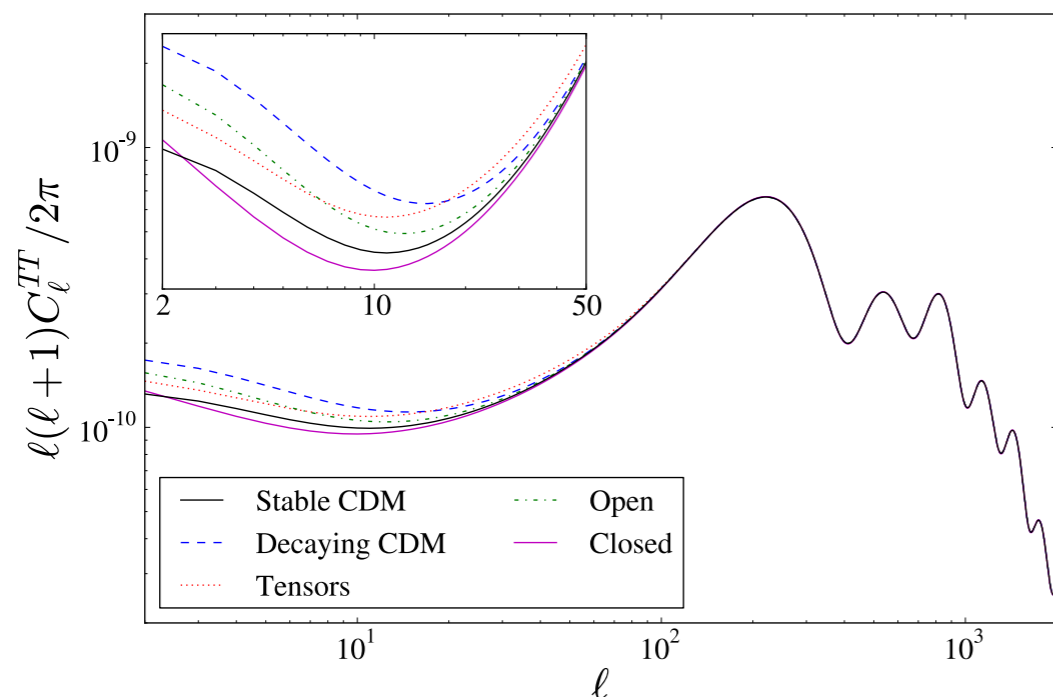 2 10 50
10^-9
10^-10
ℓ(ℓ+1)C_ℓ^{TT}/2π
Stable CDM
Decaying CDM
Tensors
Open
Closed
10^1 10^2 10^3
ℓ